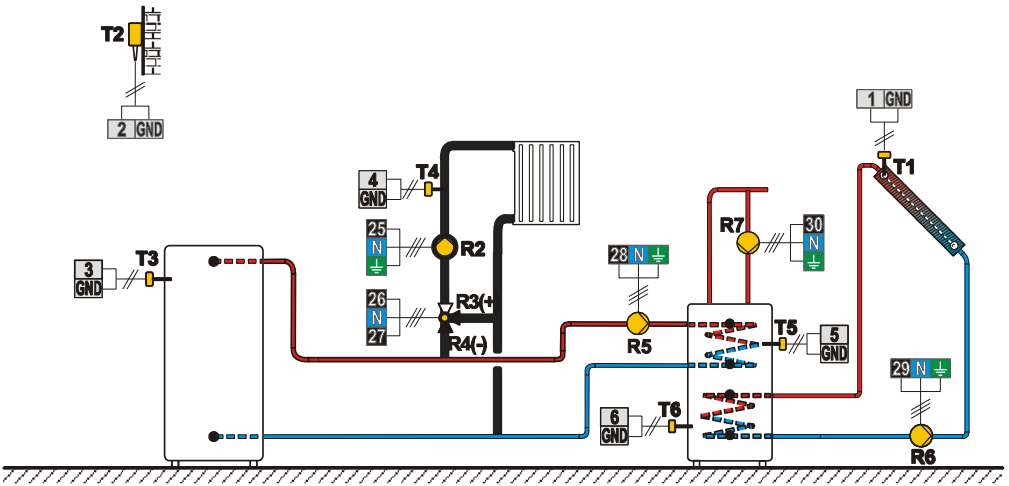 T2
2 GND
1 GND
T1
T4
4
GND
25
N
R2
R7
30
N
T3
3
GND
28 N
26
N
27
R3(+
R4(-)
R5
T5
5
GND
29 N
T6
6
GND
R6